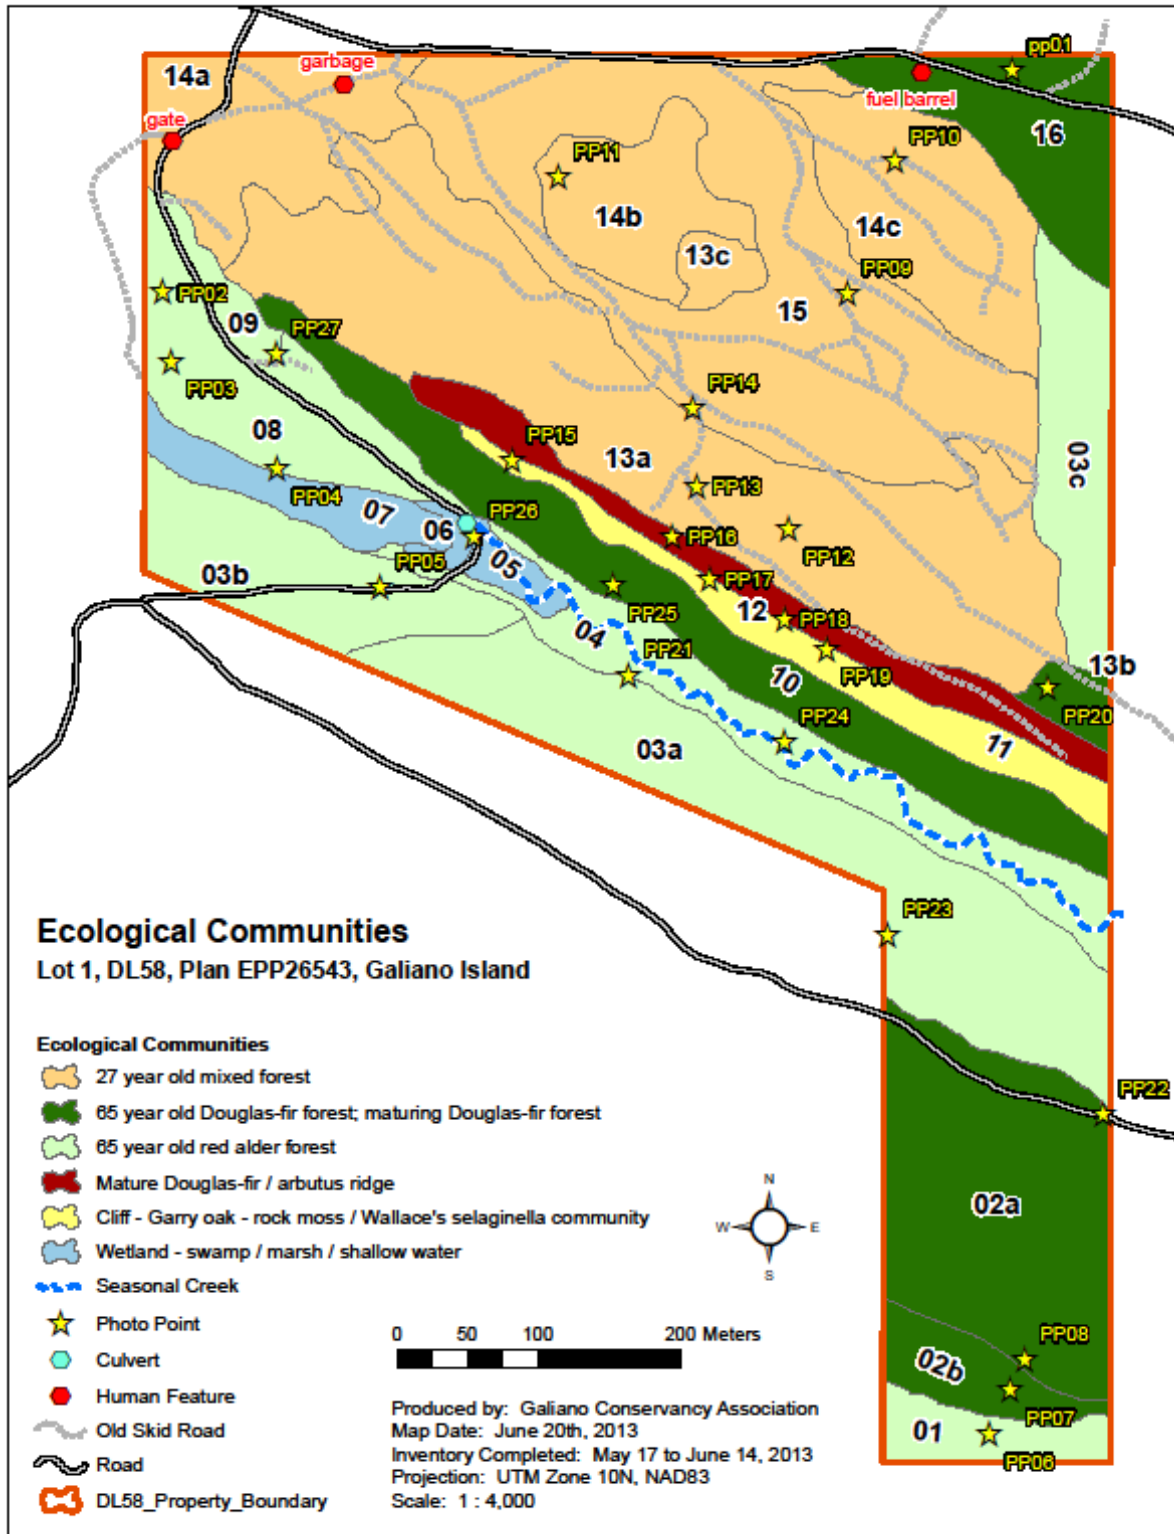 pp01
garbage
14a
fuel barrel
gate
16
PP10
PP11
14b
14c
13c
PP09
PP02
15
09
PP27
PP03
PP14
08
PP15
13a
03c
PP04
PP13
07
PP26
06
PP12
PP16
05
PP05
03b
PP17
PP25
12
PP18
04
PP21
PP19
13b
10
PP20
PP24
11
03a
PP23
Ecological Communities
Lot 1, DL58, Plan EPP26543, Galiano Island
Ecological Communities
27 year old mixed forest
65 year old Douglas-fir forest; maturing Douglas-fir forest
PP22
65 year old red alder forest
Mature Douglas-fir / arbutus ridge
N
02a
Cliff - Garry oak - rock moss / Wallace's selaginella community
W E
Wetland - swamp / marsh / shallow water
S
Seasonal Creek
Photo Point
0 50 100 200 Meters
Culvert
PP08
02b
Human Feature
PP07
Old Skid Road
01
PP06
Road
DL58_Property_Boundary
Produced by: Galiano Conservancy Association
Map Date: June 20th, 2013
Inventory Completed: May 17 to June 14, 2013
Projection: UTM Zone 10N, NAD83
Scale: 1 : 4,000